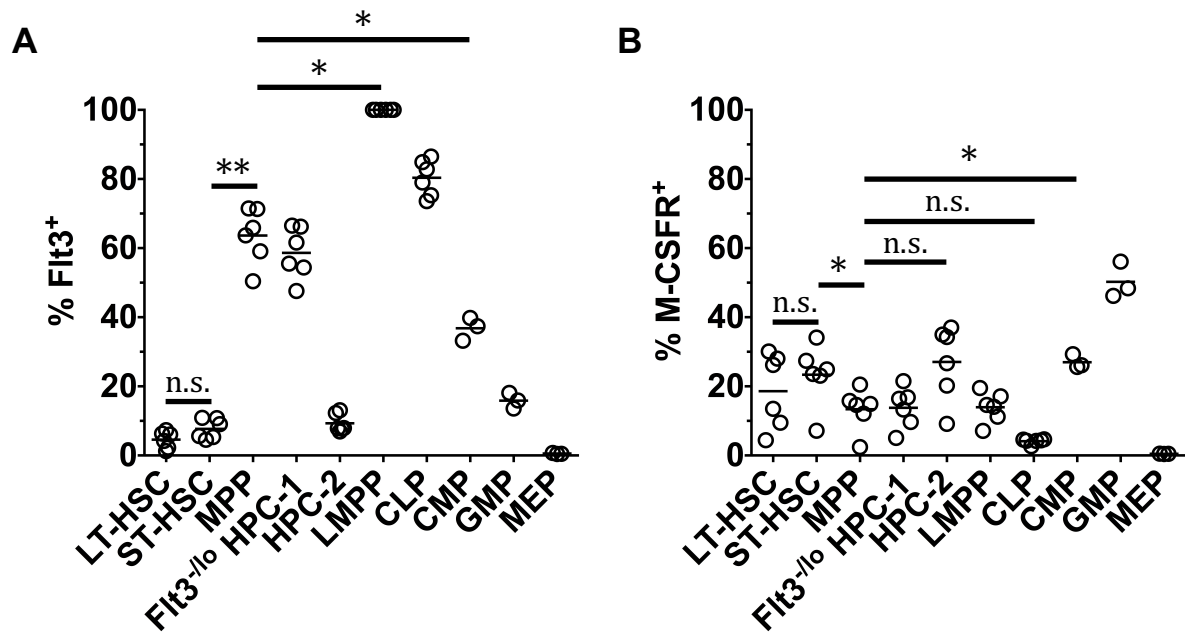 A
*
*
**
n.s.
% Flt3+
100
80
60
40
20
0
LT-HSC
ST-HSC
MPP
Flt3-/lo HPC-1
HPC-2
LMPP
CLP
CMP
GMP
MEP
B
*
n.s.
n.s.
*
n.s.
% M-CSFR+
100
80
60
40
20
0
LT-HSC
ST-HSC
MPP
Flt3-/lo HPC-1
HPC-2
LMPP
CLP
CMP
GMP
MEP